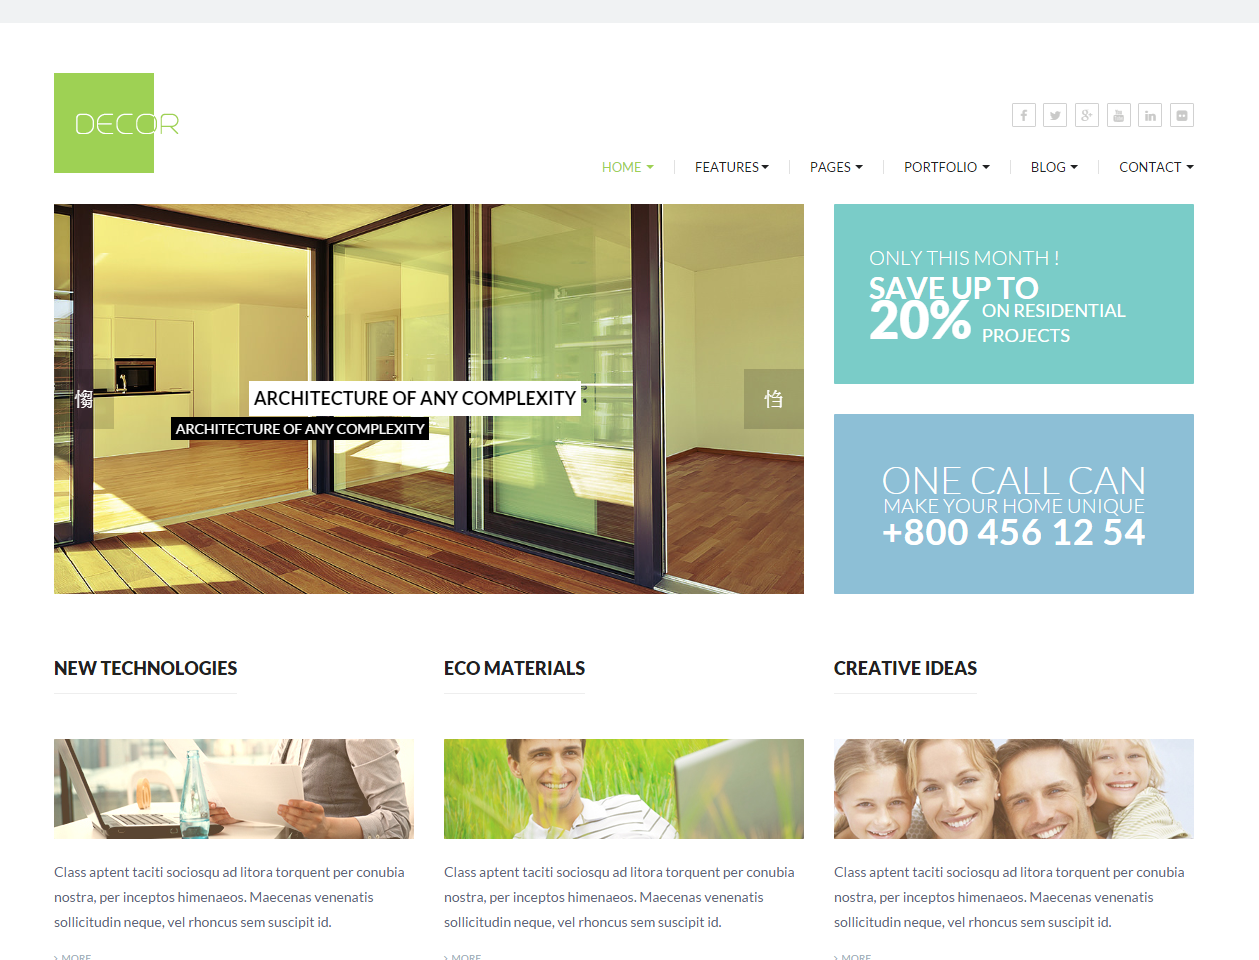 DECOR
HOME
FEATURES
PAGES
PORTFOLIO
BLOG
CONTACT
ONLY THIS MONTH !
SAVE UP TO
20% ON RESIDENTIAL
PROJECTS
ARCHITECTURE OF ANY COMPLEXITY
ARCHITECTURE OF ANY COMPLEXITY
ONE CALL CAN
MAKE YOUR HOME UNIQUE
+800 456 12 54
NEW TECHNOLOGIES
Class aptent taciti sociosqu ad litora torquent per conubia
nostra, per inceptos himenaeos. Maecenas venenatis
sollicitudin neque, vel rhoncus sem suscipit id.
› MORE
ECO MATERIALS
Class aptent taciti sociosqu ad litora torquent per conubia
nostra, per inceptos himenaeos. Maecenas venenatis
sollicitudin neque, vel rhoncus sem suscipit id.
› MORE
CREATIVE IDEAS
Class aptent taciti sociosqu ad litora torquent per conubia
nostra, per inceptos himenaeos. Maecenas venenatis
sollicitudin neque, vel rhoncus sem suscipit id.
› MORE